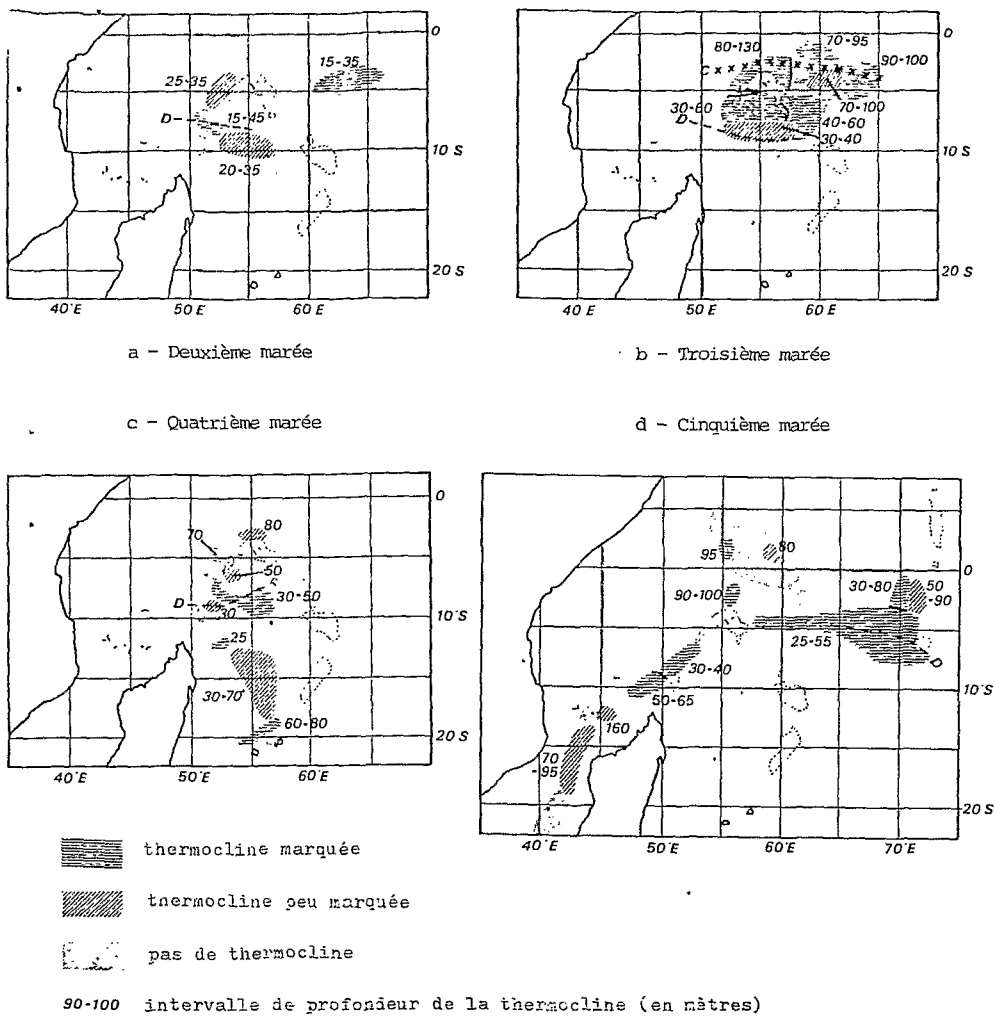 0
15-35
25-35
D
15-45
10 S
20-35
20 S
40°E 50°E 60°E
a - Deuxième marée
0
70-95
80-130
90-100
C
30-60
70-100
D
40-60
30-40
10 S
20 S
40°E 50°E 60°E
b - Troisième marée
c - Quatrième marée
0
80
70
50
30-50
D
30
10°S
25
30-70
60-80
20°S
40°E 50°E 60°E
d - Cinquième marée
95
80
0
30-80
50
-90
90-100
25-55
D
30-40
10°S
50-65
160
70
-95
20°S
40°E 50°E 60°E 70°E
thermocline marquée
tnermocline peu marquée
pas de thermocline
90-100 intervalle de profonieur de la thermocline (en mètres)